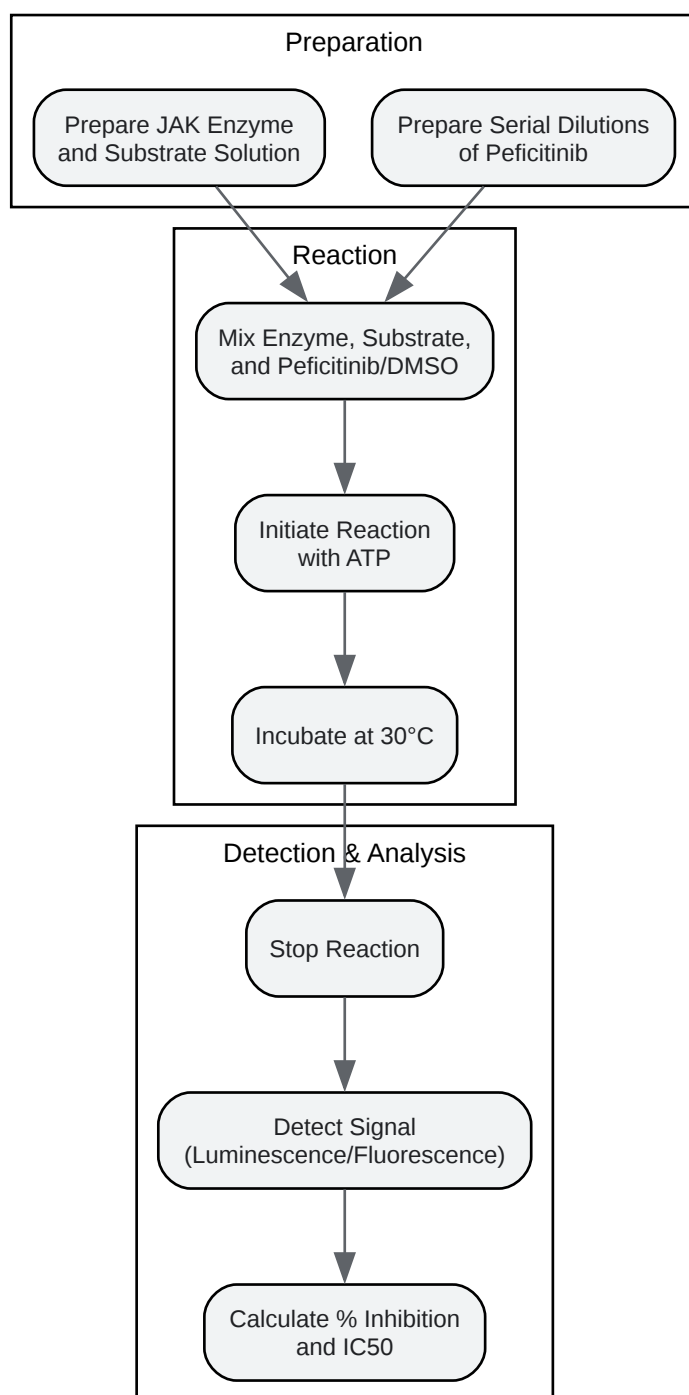 Preparation
Prepare JAK Enzyme
and Substrate Solution
Prepare Serial Dilutions
of Peficitinib
Reaction
Mix Enzyme, Substrate,
and Peficitinib/DMSO
Initiate Reaction
with ATP
Incubate at 30°C
Detection & Analysis
Stop Reaction
Detect Signal
(Luminescence/Fluorescence)
Calculate % Inhibition
and IC50